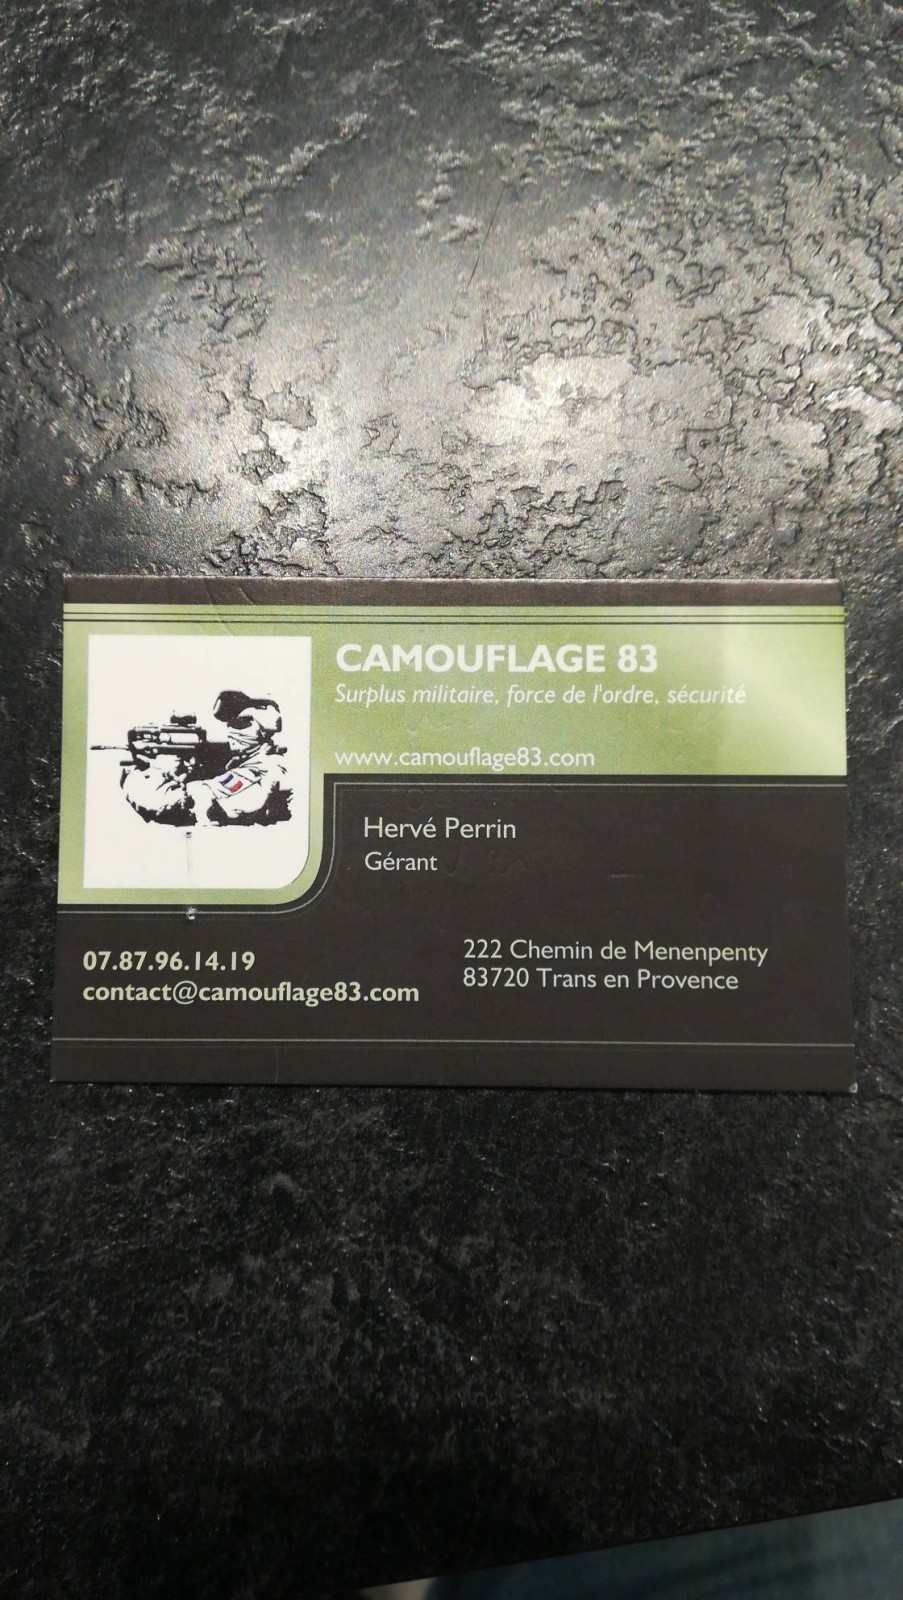 CAMOUFLAGE 83
Surplus militaire, force de l'ordre, sécurité
www.camouflage83.com
Hervé Perrin
Gérant
07.87.96.14.19
contact@camouflage83.com
222 Chemin de Menenpenty
83720 Trans en Provence